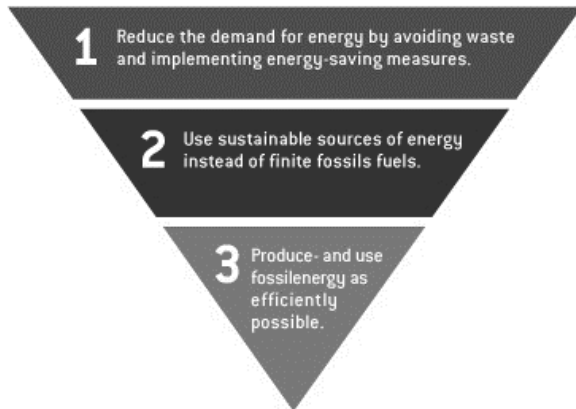 1 Reduce the demand for energy by avoiding waste
and implementing energy-saving measures.
2 Use sustainable sources of energy
instead of finite fossils fuels.
3 Produce- and use
fossilenergy as
efficiently
possible.